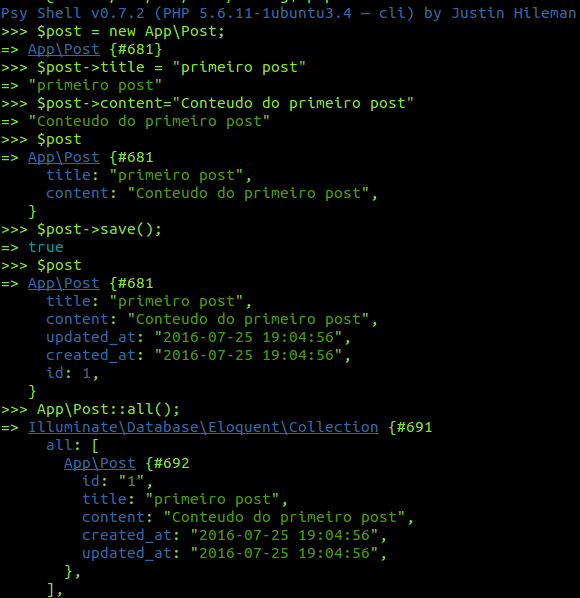 Psy Shell v0.7.2 (PHP 5.6.11-1ubuntu3.4 — cli) by Justin Hileman
>>> $post = new App\Post;
=> App\Post {#681}
>>> $post->title = "primeiro post"
=> "primeiro post"
>>> $post->content="Conteudo do primeiro post"
=> "Conteudo do primeiro post"
>>> $post
=> App\Post {#681
     title: "primeiro post",
     content: "Conteudo do primeiro post",
   }
>>> $post->save();
=> true
>>> $post
=> App\Post {#681
     title: "primeiro post",
     content: "Conteudo do primeiro post",
     updated_at: "2016-07-25 19:04:56",
     created_at: "2016-07-25 19:04:56",
     id: 1,
   }
>>> App\Post::all();
=> Illuminate\Database\Eloquent\Collection {#691
     all: [
       App\Post {#692
         id: "1",
         title: "primeiro post",
         content: "Conteudo do primeiro post",
         created_at: "2016-07-25 19:04:56",
         updated_at: "2016-07-25 19:04:56",
       },
     ],